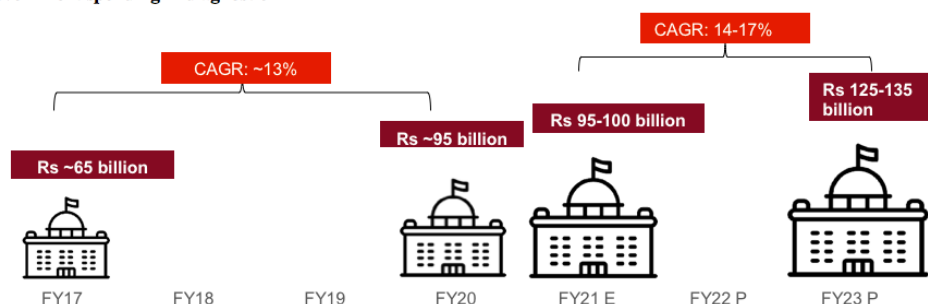 CAGR: 14-17%
CAGR: ~13%
Rs 125-135
billion
Rs ~95 billion
Rs 95-100 billion
Rs ~65 billion
FY17
FY18
FY19
FY20
FY21 E
FY22 P
FY23 P